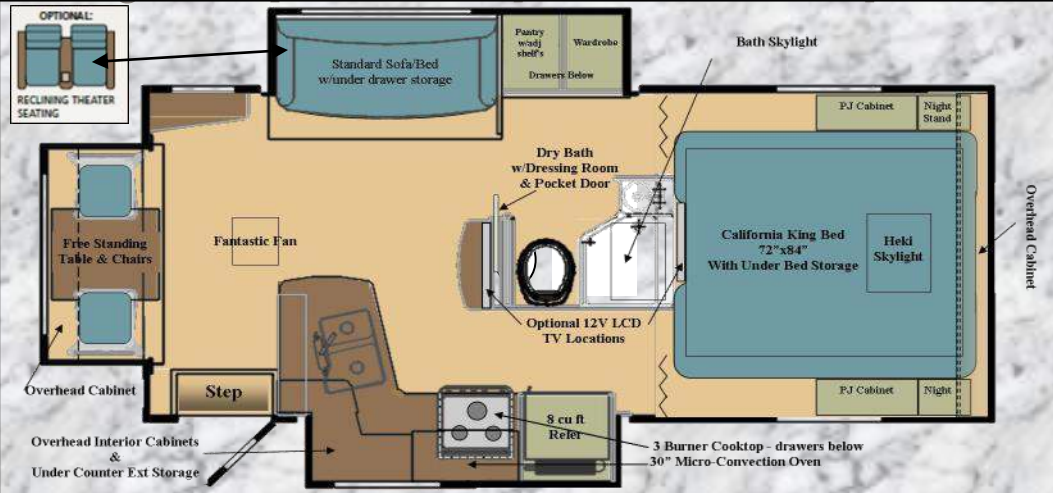 OPTIONAL:
RECLINING THEATER
SEATING
Standard Sofa/Bed
w/under drawer storage
Pantry
w/adj
shelf's
Wardrobe
Drawers Below
Bath Skylight
PJ Cabinet
Night
Stand
Dry Bath
w/Dressing Room
& Pocket Door
Free Standing
Table & Chairs
Fantastic Fan
California King Bed
72"x84"
With Under Bed Storage
Heki
Skylight
Overhead Cabinet
Optional 12V LCD
TV Locations
Overhead Cabinet
Step
PJ Cabinet
Night
8 cu ft
Refer
Overhead Interior Cabinets
&
Under Counter Ext Storage
3 Burner Cooktop - drawers below
30" Micro-Convection Oven